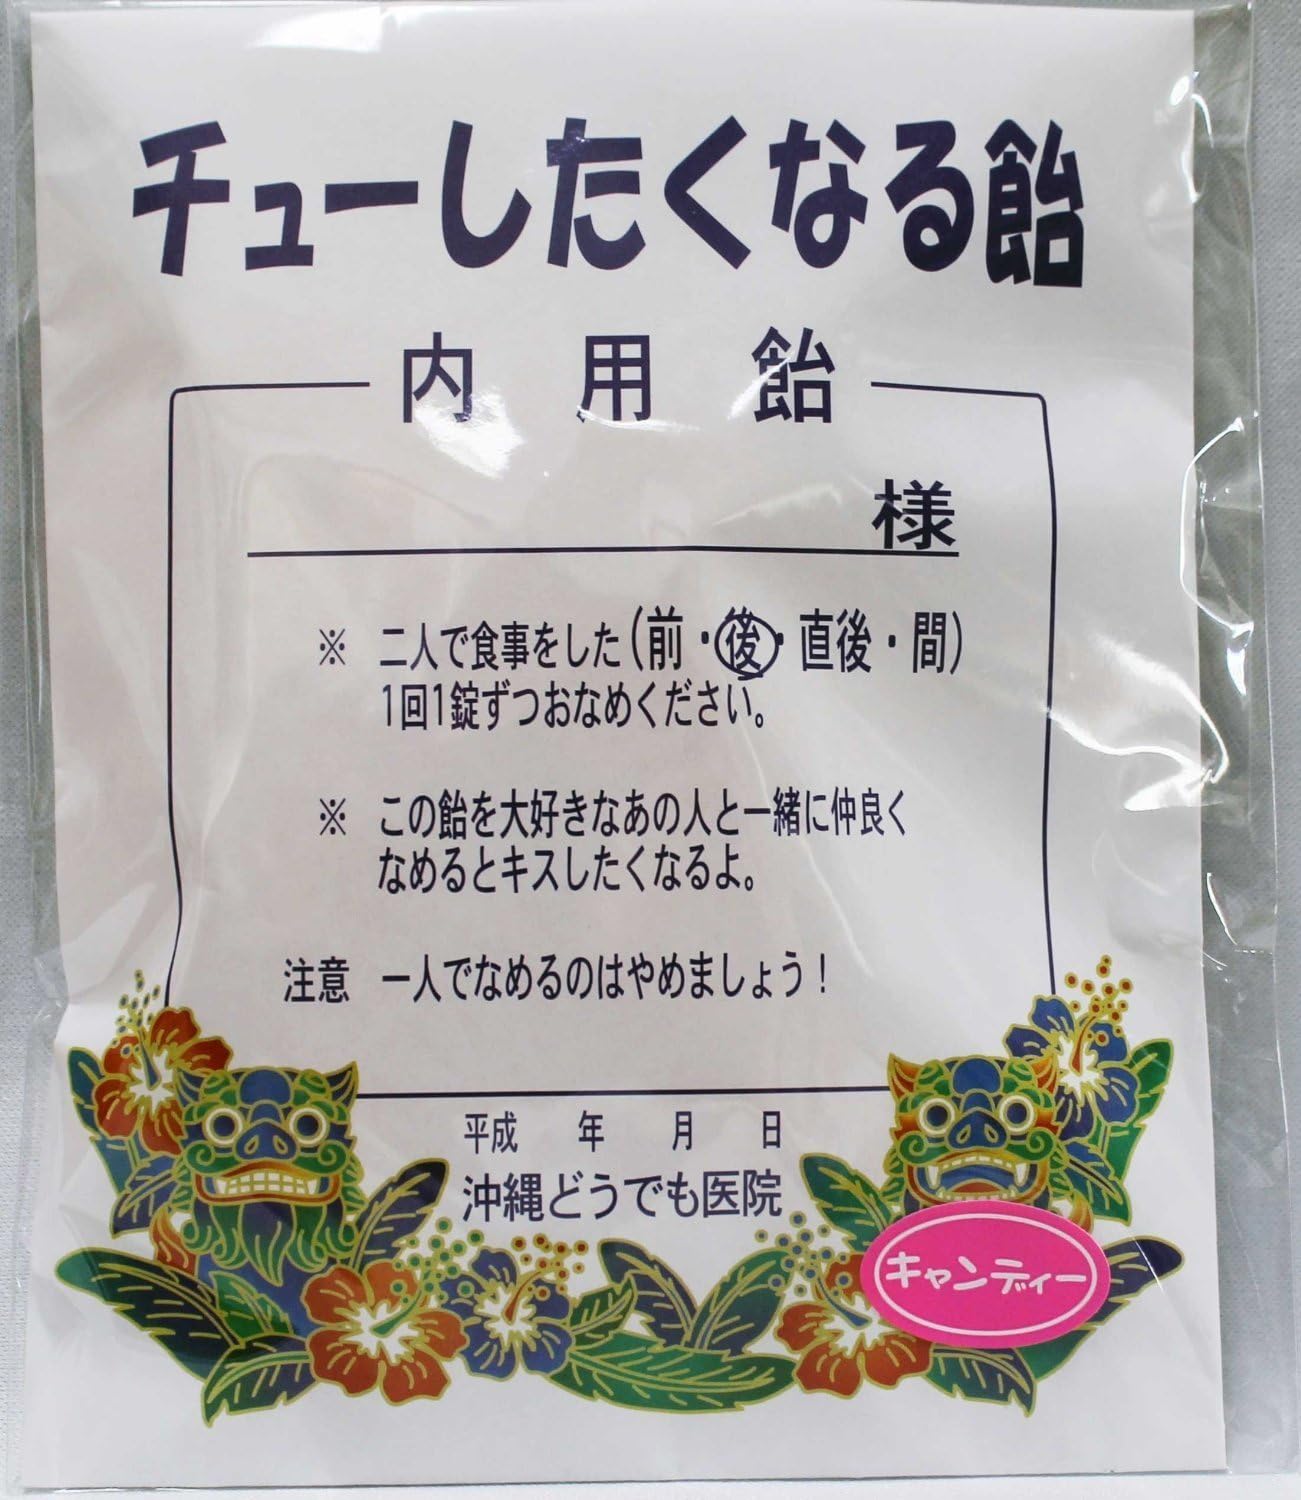 チューしたくなる飴
内用飴
様
※ 二人で食事をした(前・後・直後・間)
1回1錠ずつおなめください。
※ この飴を大好きなあの人と一緒に仲良く
なめるとキスしたくなるよ。
注意 一人でなめるのはやめましょう!
平成 年 月 日
沖縄どうでも医院
キャンディー